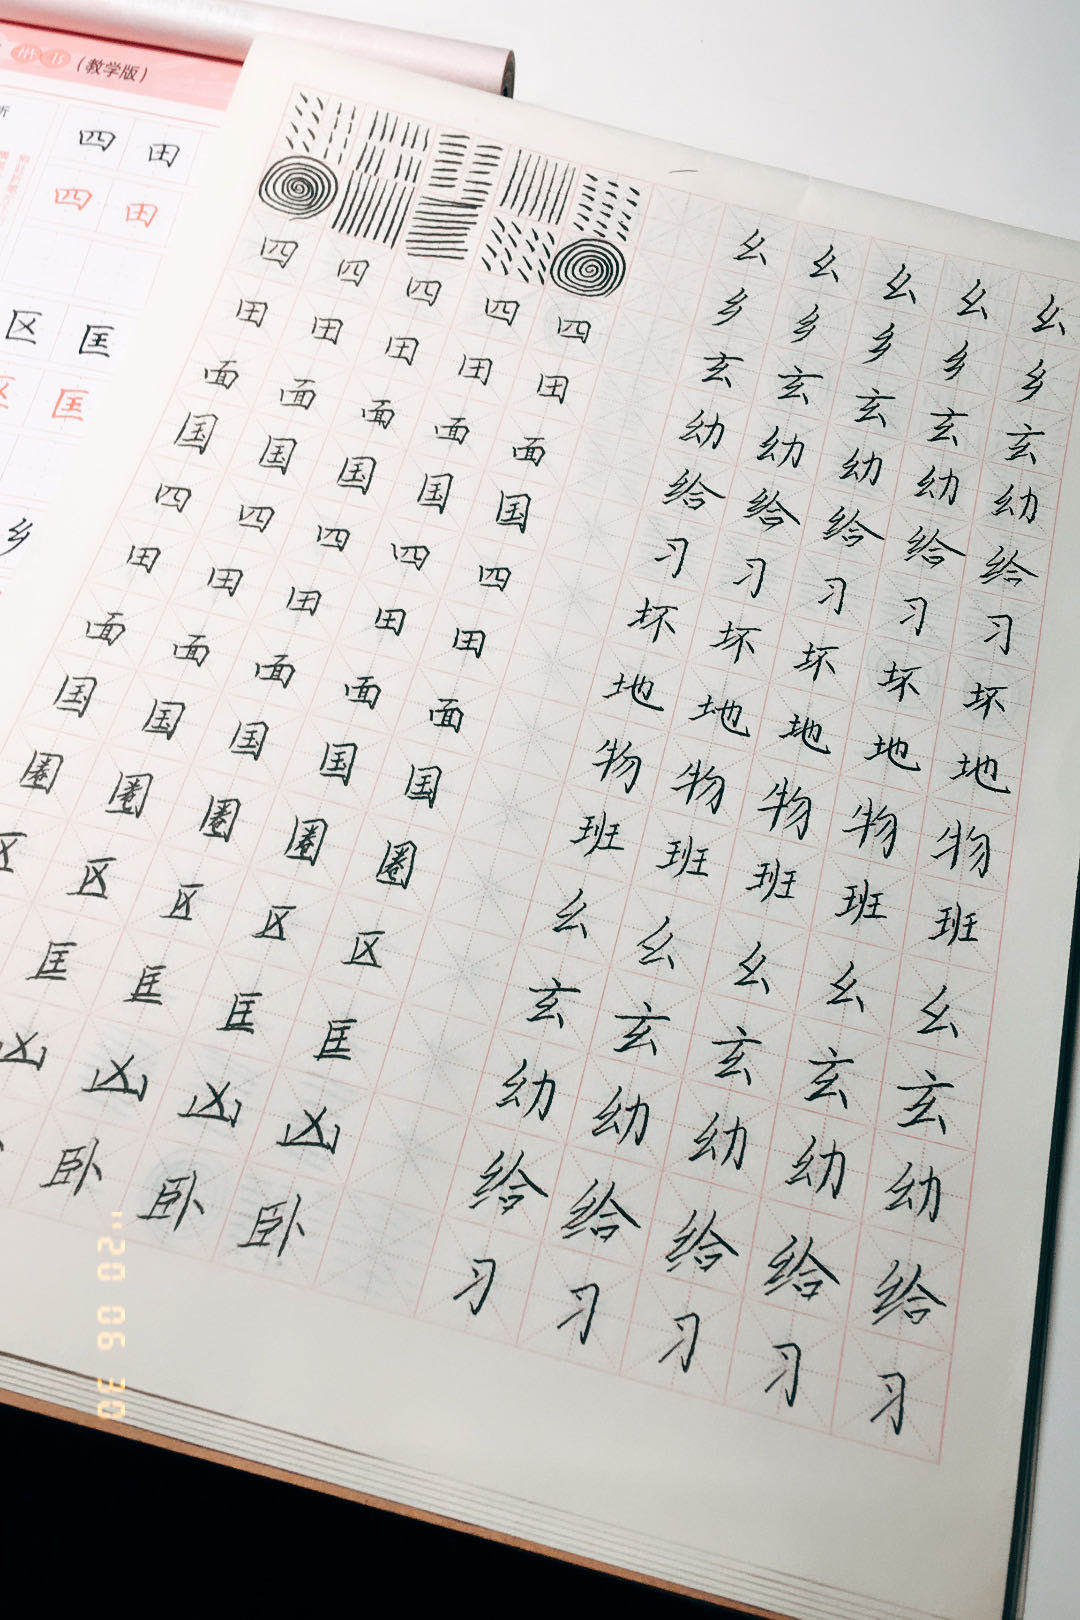 （教学版）
四 田
四 田
区 匡
区 匡
乡
四 四 四 四 四
田 田 田 田 田
面 面 面 面 面
国 国 国 国 国
四 四 四 四 四
田 田 田 田 田
面 面 面 面 面
国 国 国 国 国
圈 圈 圈 圈 圈
区 区 区 区 区
匡 匡 匡 匡
凶 凶 凶 凶
卧 卧 卧
幺 幺 幺 幺 幺
乡 乡 乡 乡 乡
玄 玄 玄 玄 玄
幼 幼 幼 幼 幼
给 给 给 给 给
习 习 习 习 习
坏 坏 坏 坏 坏
地 地 地 地 地
物 物 物 物 物
班 班 班 班 班
幺 幺 幺 幺 幺
玄 玄 玄 玄 玄
幼 幼 幼 幼 幼
给 给 给 给 给
习 习 习 习 习
'20 06 30